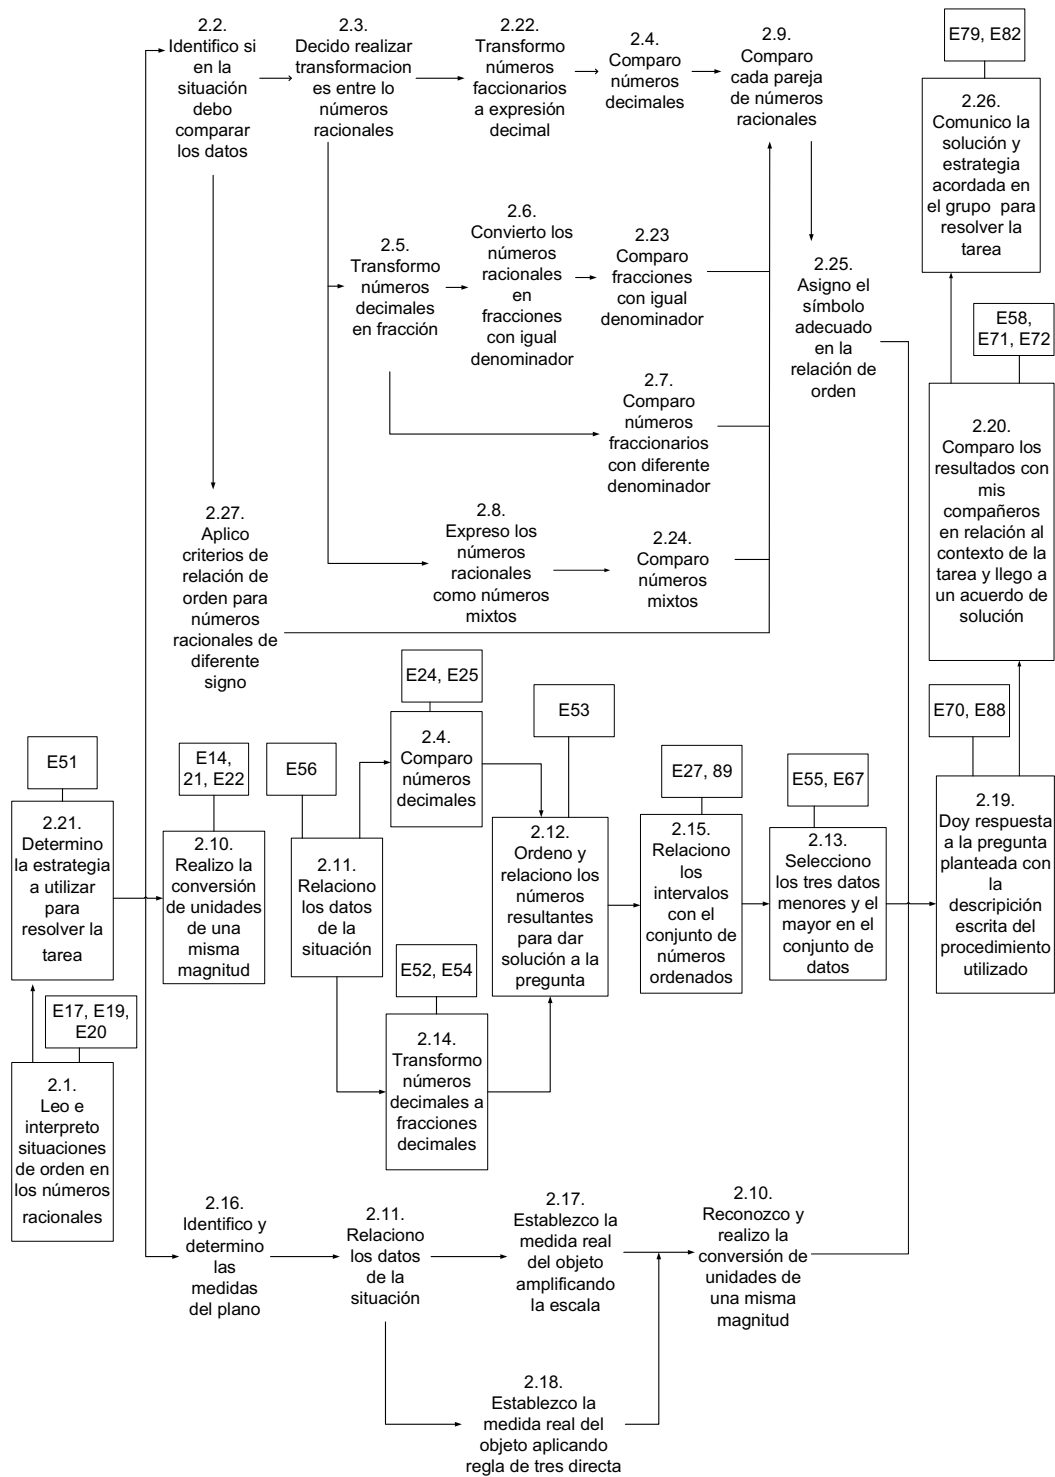 2.2.
Identifico si
en la
situación
debo
comparar
los datos
2.3.
Decido realizar
transformacion
es entre lo
números
racionales
2.22.
Transformo
números
faccionarios
a expresión
decimal
2.4.
Comparo
números
decimales
2.9.
Comparo
cada pareja
de números
racionales
E79, E82
2.26.
Comunico la
solución y
estrategia
acordada en
el grupo para
resolver la
tarea
2.5.
Transformo
números
decimales
en fracción
2.6.
Convierto los
números
racionales
en
fracciones
con igual
denominador
2.23
Comparo
fracciones
con igual
denominador
2.25.
Asigno el
símbolo
adecuado
en la
relación de
orden
E58,
E71, E72
2.7.
Comparo
números
fraccionarios
con diferente
denominador
2.20.
Comparo los
resultados con
mis
compañeros
en relación al
contexto de la
tarea y llego a
un acuerdo de
solución
2.27.
Aplico
criterios de
relación de
orden para
números
racionales de
diferente
signo
2.8.
Expreso los
números
racionales
como números
mixtos
2.24.
Comparo
números
mixtos
E51
2.21.
Determino
la estrategia
a utilizar
para
resolver la
tarea
E14,
21, E22
2.10.
Realizo la
conversión
de unidades
de una
misma
magnitud
E56
2.11.
Relaciono
los datos
de la
situación
E24, E25
2.4.
Comparo
números
decimales
E53
2.12.
Ordeno y
relaciono los
números
resultantes
para dar
solución a la
pregunta
E27, 89
2.15.
Relaciono
los
intervalos
con el
conjunto de
números
ordenados
E55, E67
2.13.
Selecciono
los tres datos
menores y el
mayor en el
conjunto de
datos
E70, E88
2.19.
Doy respuesta
a la pregunta
planteada con
la
descripición
escrita del
procedimiento
utilizado
E52, E54
2.14.
Transformo
números
decimales a
fracciones
decimales
E17, E19,
E20
2.1.
Leo e
interpreto
situaciones
de orden en
los números
racionales
2.16.
Identifico y
determino
las
medidas
del plano
2.11.
Relaciono
los datos
de la
situación
2.17.
Establezco la
medida real
del objeto
amplificando
la escala
2.10.
Reconozco y
realizo la
conversión de
unidades de
una misma
magnitud
2.18.
Establezco la
medida real del
objeto aplicando
regla de tres directa